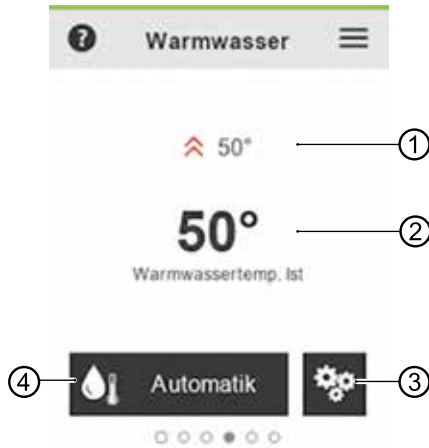 ? Warmwasser
50° 1
50° 2
Warmwassertemp. Ist
4 Automatik 3